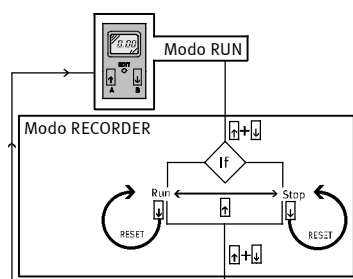 0.00
Modo RUN
EDIT
A B
Modo RECORDER
↑+↓
If
Run Stop
↓ ↑ ↓
RESET RESET
↑+↓